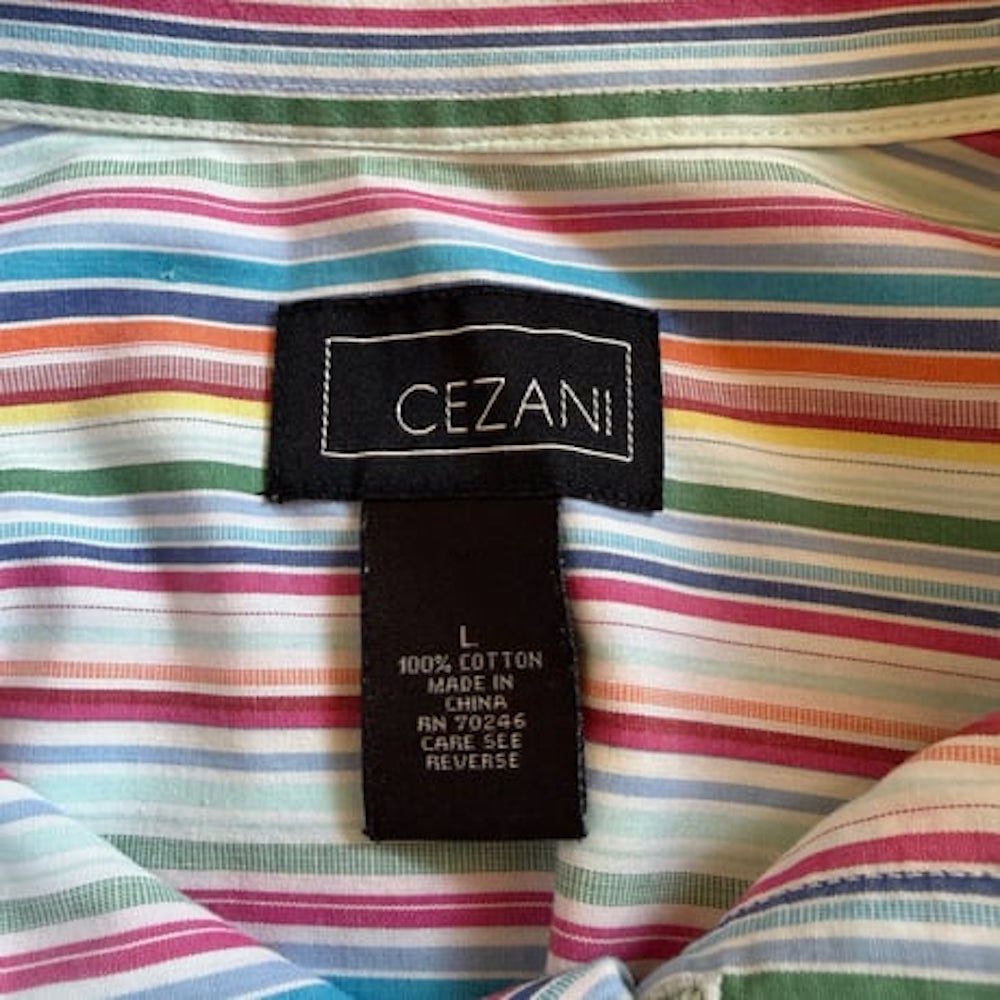 CEZANI
L
100% COTTON
MADE IN
CHINA
RN 70246
CARE SEE
REVERSE